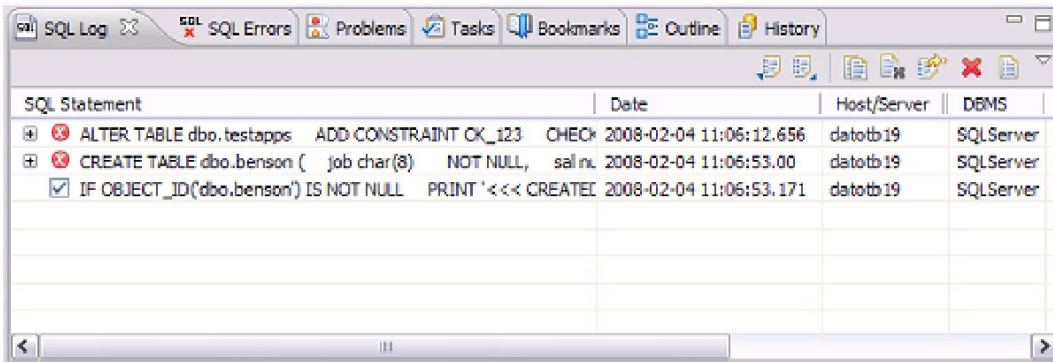 SQL Log SQL Errors Problems Tasks Bookmarks Outline History
SQL Statement Date Host/Server DBMS
ALTER TABLE dbo.testapps ADD CONSTRAINT CK_123 CHECK 2008-02-04 11:06:12.656 datotb19 SQLServer
CREATE TABLE dbo.benson ( job char(8) NOT NULL, sal nu 2008-02-04 11:06:53.00 datotb19 SQLServer
IF OBJECT_ID('dbo.benson') IS NOT NULL PRINT '<<< CREATED 2008-02-04 11:06:53.171 datotb19 SQLServer